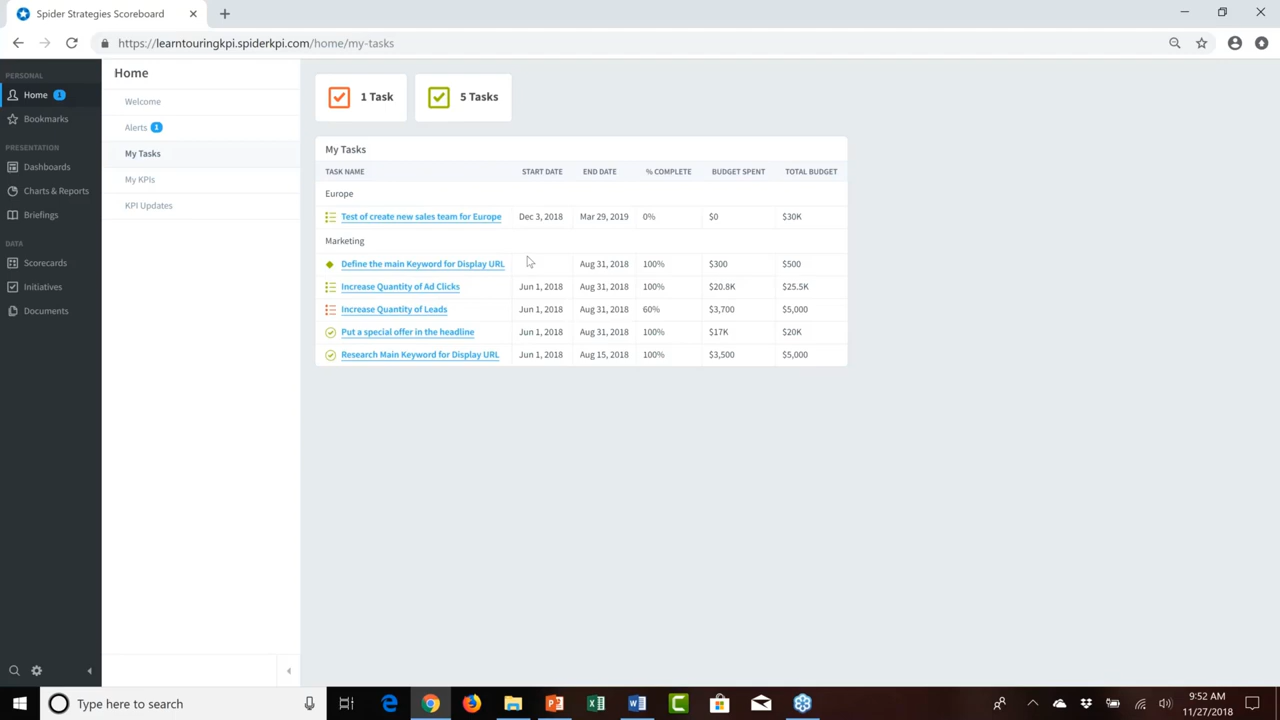 Spider Strategies Scoreboard
https://learntouringkpi.spiderkpi.com/home/my-tasks
PERSONAL
Home 1
Bookmarks
PRESENTATION
Dashboards
Charts & Reports
Briefings
DATA
Scorecards
Initiatives
Documents
Home
Welcome
Alerts 1
My Tasks
My KPIs
KPI Updates
1 Task
5 Tasks
My Tasks
TASK NAME START DATE END DATE % COMPLETE BUDGET SPENT TOTAL BUDGET
Europe
Test of create new sales team for Europe Dec 3, 2018 Mar 29, 2019 0% $0 $30K
Marketing
Define the main Keyword for Display URL Aug 31, 2018 100% $300 $500
Increase Quantity of Ad Clicks Jun 1, 2018 Aug 31, 2018 100% $20.8K $25.5K
Increase Quantity of Leads Jun 1, 2018 Aug 31, 2018 60% $3,700 $5,000
Put a special offer in the headline Jun 1, 2018 Aug 31, 2018 100% $17K $20K
Research Main Keyword for Display URL Jun 1, 2018 Aug 15, 2018 100% $3,500 $5,000
Type here to search
9:52 AM
11/27/2018